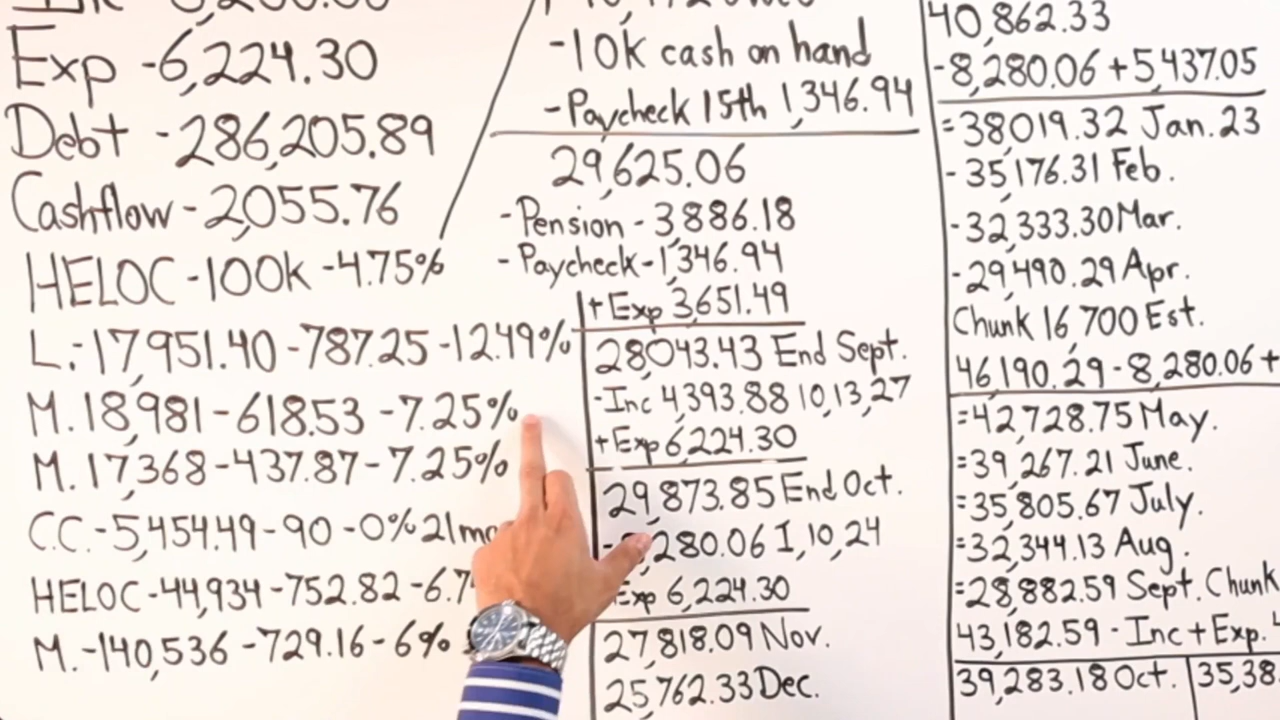 Exp -6,224.30
Debt -286,205.89
Cashflow - 2,055.76
HELOC -100k -4.75%
L.: 17,951.40 -787.25 -12.49%
M. 18,981 - 618.53 - 7.25%
M. 17,368 - 437.87 - 7.25%
C.C. - 5,454.49 - 90 - 0% 21mo
HELOC - 44,934 - 752.82 - 6.7
M. - 140,536 - 729.16 - 6%
- 10K cash on hand
- Paycheck 15th 1,346.94
29,625.06
- Pension - 3,886.18
- Paycheck - 1,346.94
+ Exp 3,651.49
28,043.43 End Sept.
- Inc 4,393.88 10,13,27
+ Exp 6,224.30
29,873.85 End Oct.
- 8,280.06 I,10,24
Exp 6,224.30
27,818.09 Nov.
25,762.33 Dec.
40,862.33
- 8,280.06 + 5,437.05
= 38019.32 Jan. 23
- 35,176.31 Feb.
- 32,333.30 Mar.
- 29,490.29 Apr.
Chunk 16,700 Est.
46,190.29 - 8,280.06 +
= 42,728.75 May.
= 39,267.21 June.
= 35,805.67 July.
= 32,344.13 Aug.
= 28,882.59 Sept. Chunk
43,182.59 - Inc + Exp.
39,283.18 Oct. 35,38